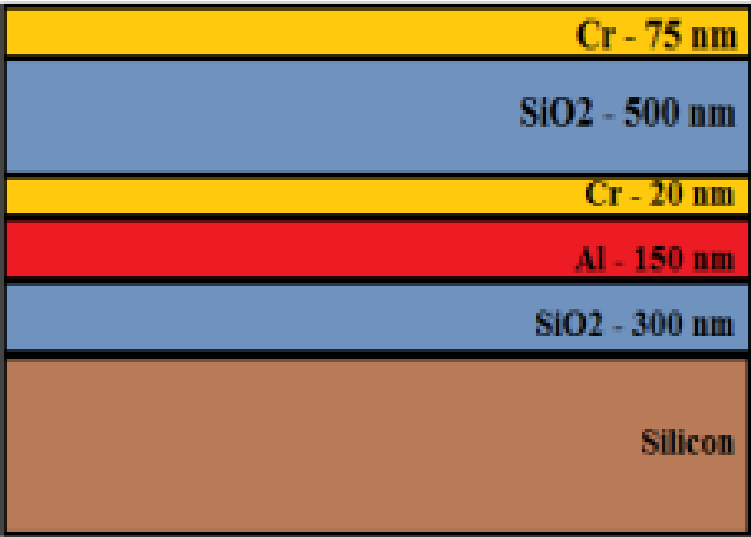 Cr - 75 nm
SiO2 - 500 nm
Cr - 20 nm
Al - 150 nm
SiO2 - 300 nm
Silicon